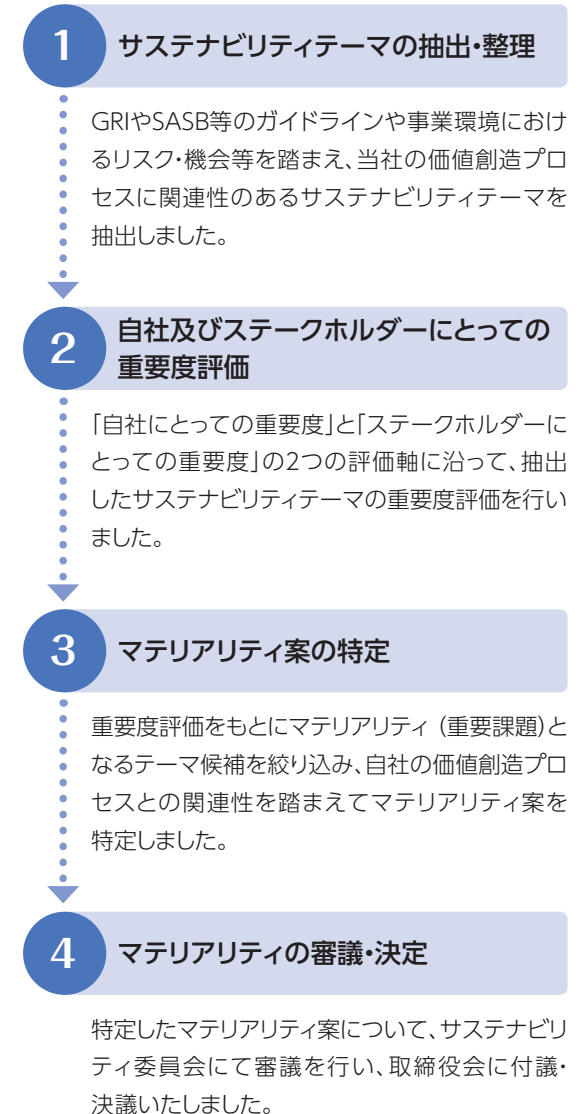 1
サステナビリティテーマの抽出・整理
GRIやSASB等のガイドラインや事業環境におけ
るリスク・機会等を踏まえ、当社の価値創造プロ
セスに関連性のあるサステナビリティテーマを
抽出しました。
2
自社及びステークホルダーにとっての
重要度評価
「自社にとっての重要度」と「ステークホルダーに
とっての重要度」の2つの評価軸に沿って、抽出
したサステナビリティテーマの重要度評価を行い
ました。
3
マテリアリティ案の特定
重要度評価をもとにマテリアリティ（重要課題）と
なるテーマ候補を絞り込み、自社の価値創造プロ
セスとの関連性を踏まえてマテリアリティ案を
特定しました。
4
マテリアリティの審議・決定
特定したマテリアリティ案について、サステナビリ
ティ委員会にて審議を行い、取締役会に付議・
決議いたしました。